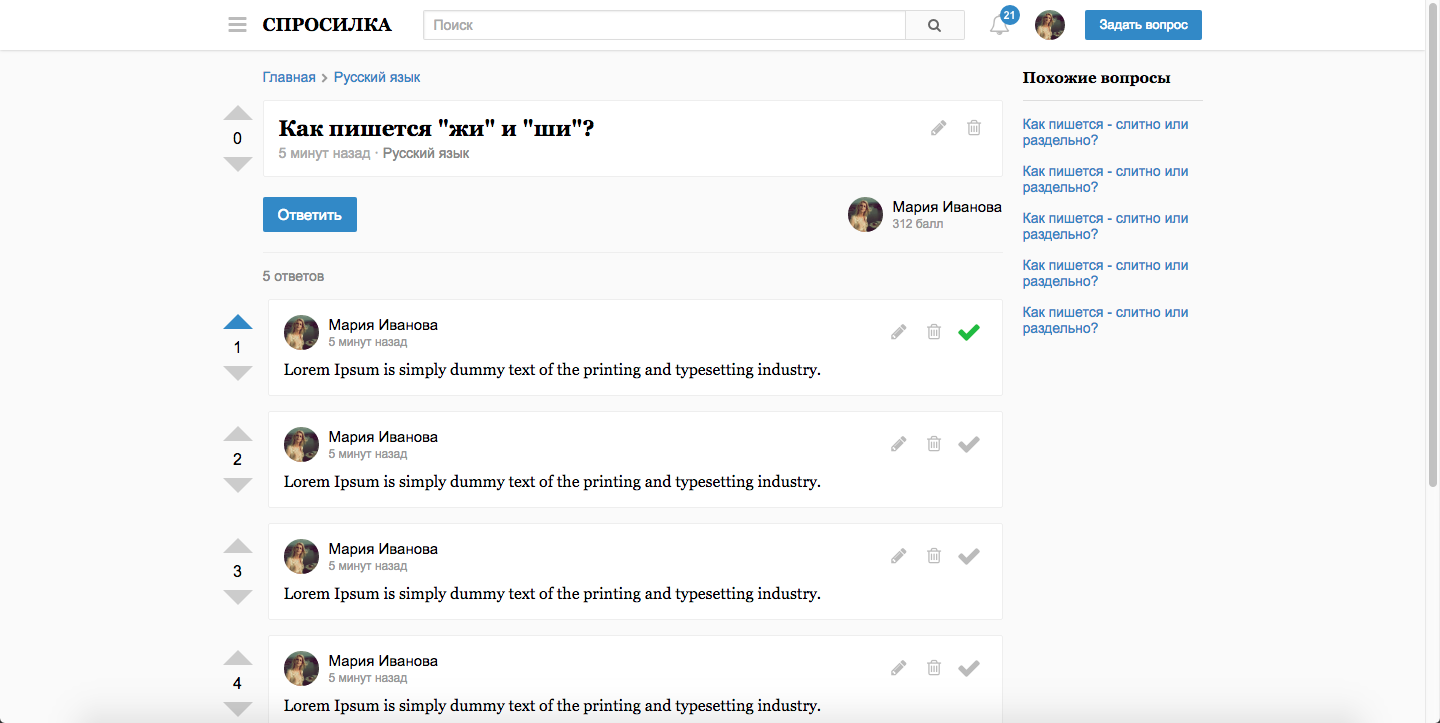 СПРОСИЛКА
Поиск
21
Задать вопрос
Главная > Русский язык
0
Как пишется "жи" и "ши"?
5 минут назад · Русский язык
Ответить
Мария Иванова
312 балл
5 ответов
1
Мария Иванова
5 минут назад
Lorem Ipsum is simply dummy text of the printing and typesetting industry.
2
Мария Иванова
5 минут назад
Lorem Ipsum is simply dummy text of the printing and typesetting industry.
3
Мария Иванова
5 минут назад
Lorem Ipsum is simply dummy text of the printing and typesetting industry.
4
Мария Иванова
5 минут назад
Lorem Ipsum is simply dummy text of the printing and typesetting industry.
Похожие вопросы
Как пишется - слитно или
раздельно?
Как пишется - слитно или
раздельно?
Как пишется - слитно или
раздельно?
Как пишется - слитно или
раздельно?
Как пишется - слитно или
раздельно?